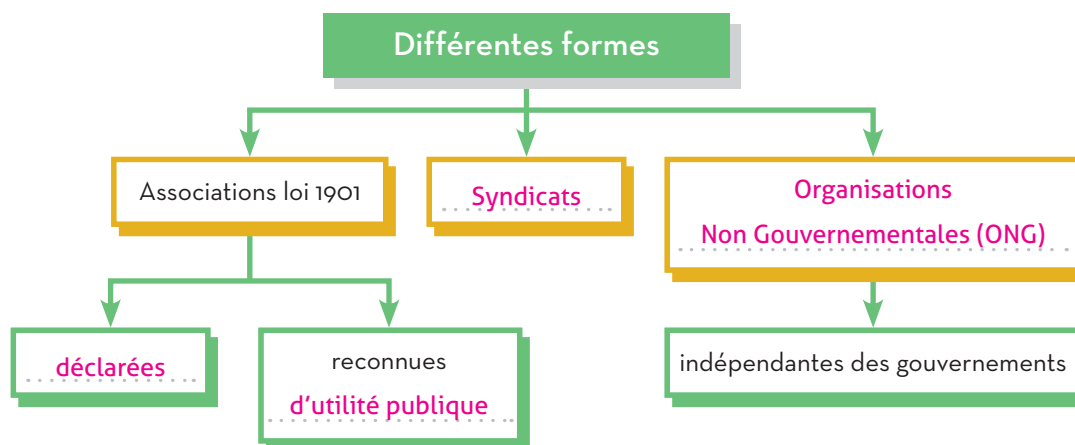 Différentes formes
Associations loi 1901
Syndicats
Organisations
Non Gouvernementales (ONG)
déclarées
reconnues
d'utilité publique
indépendantes des gouvernements